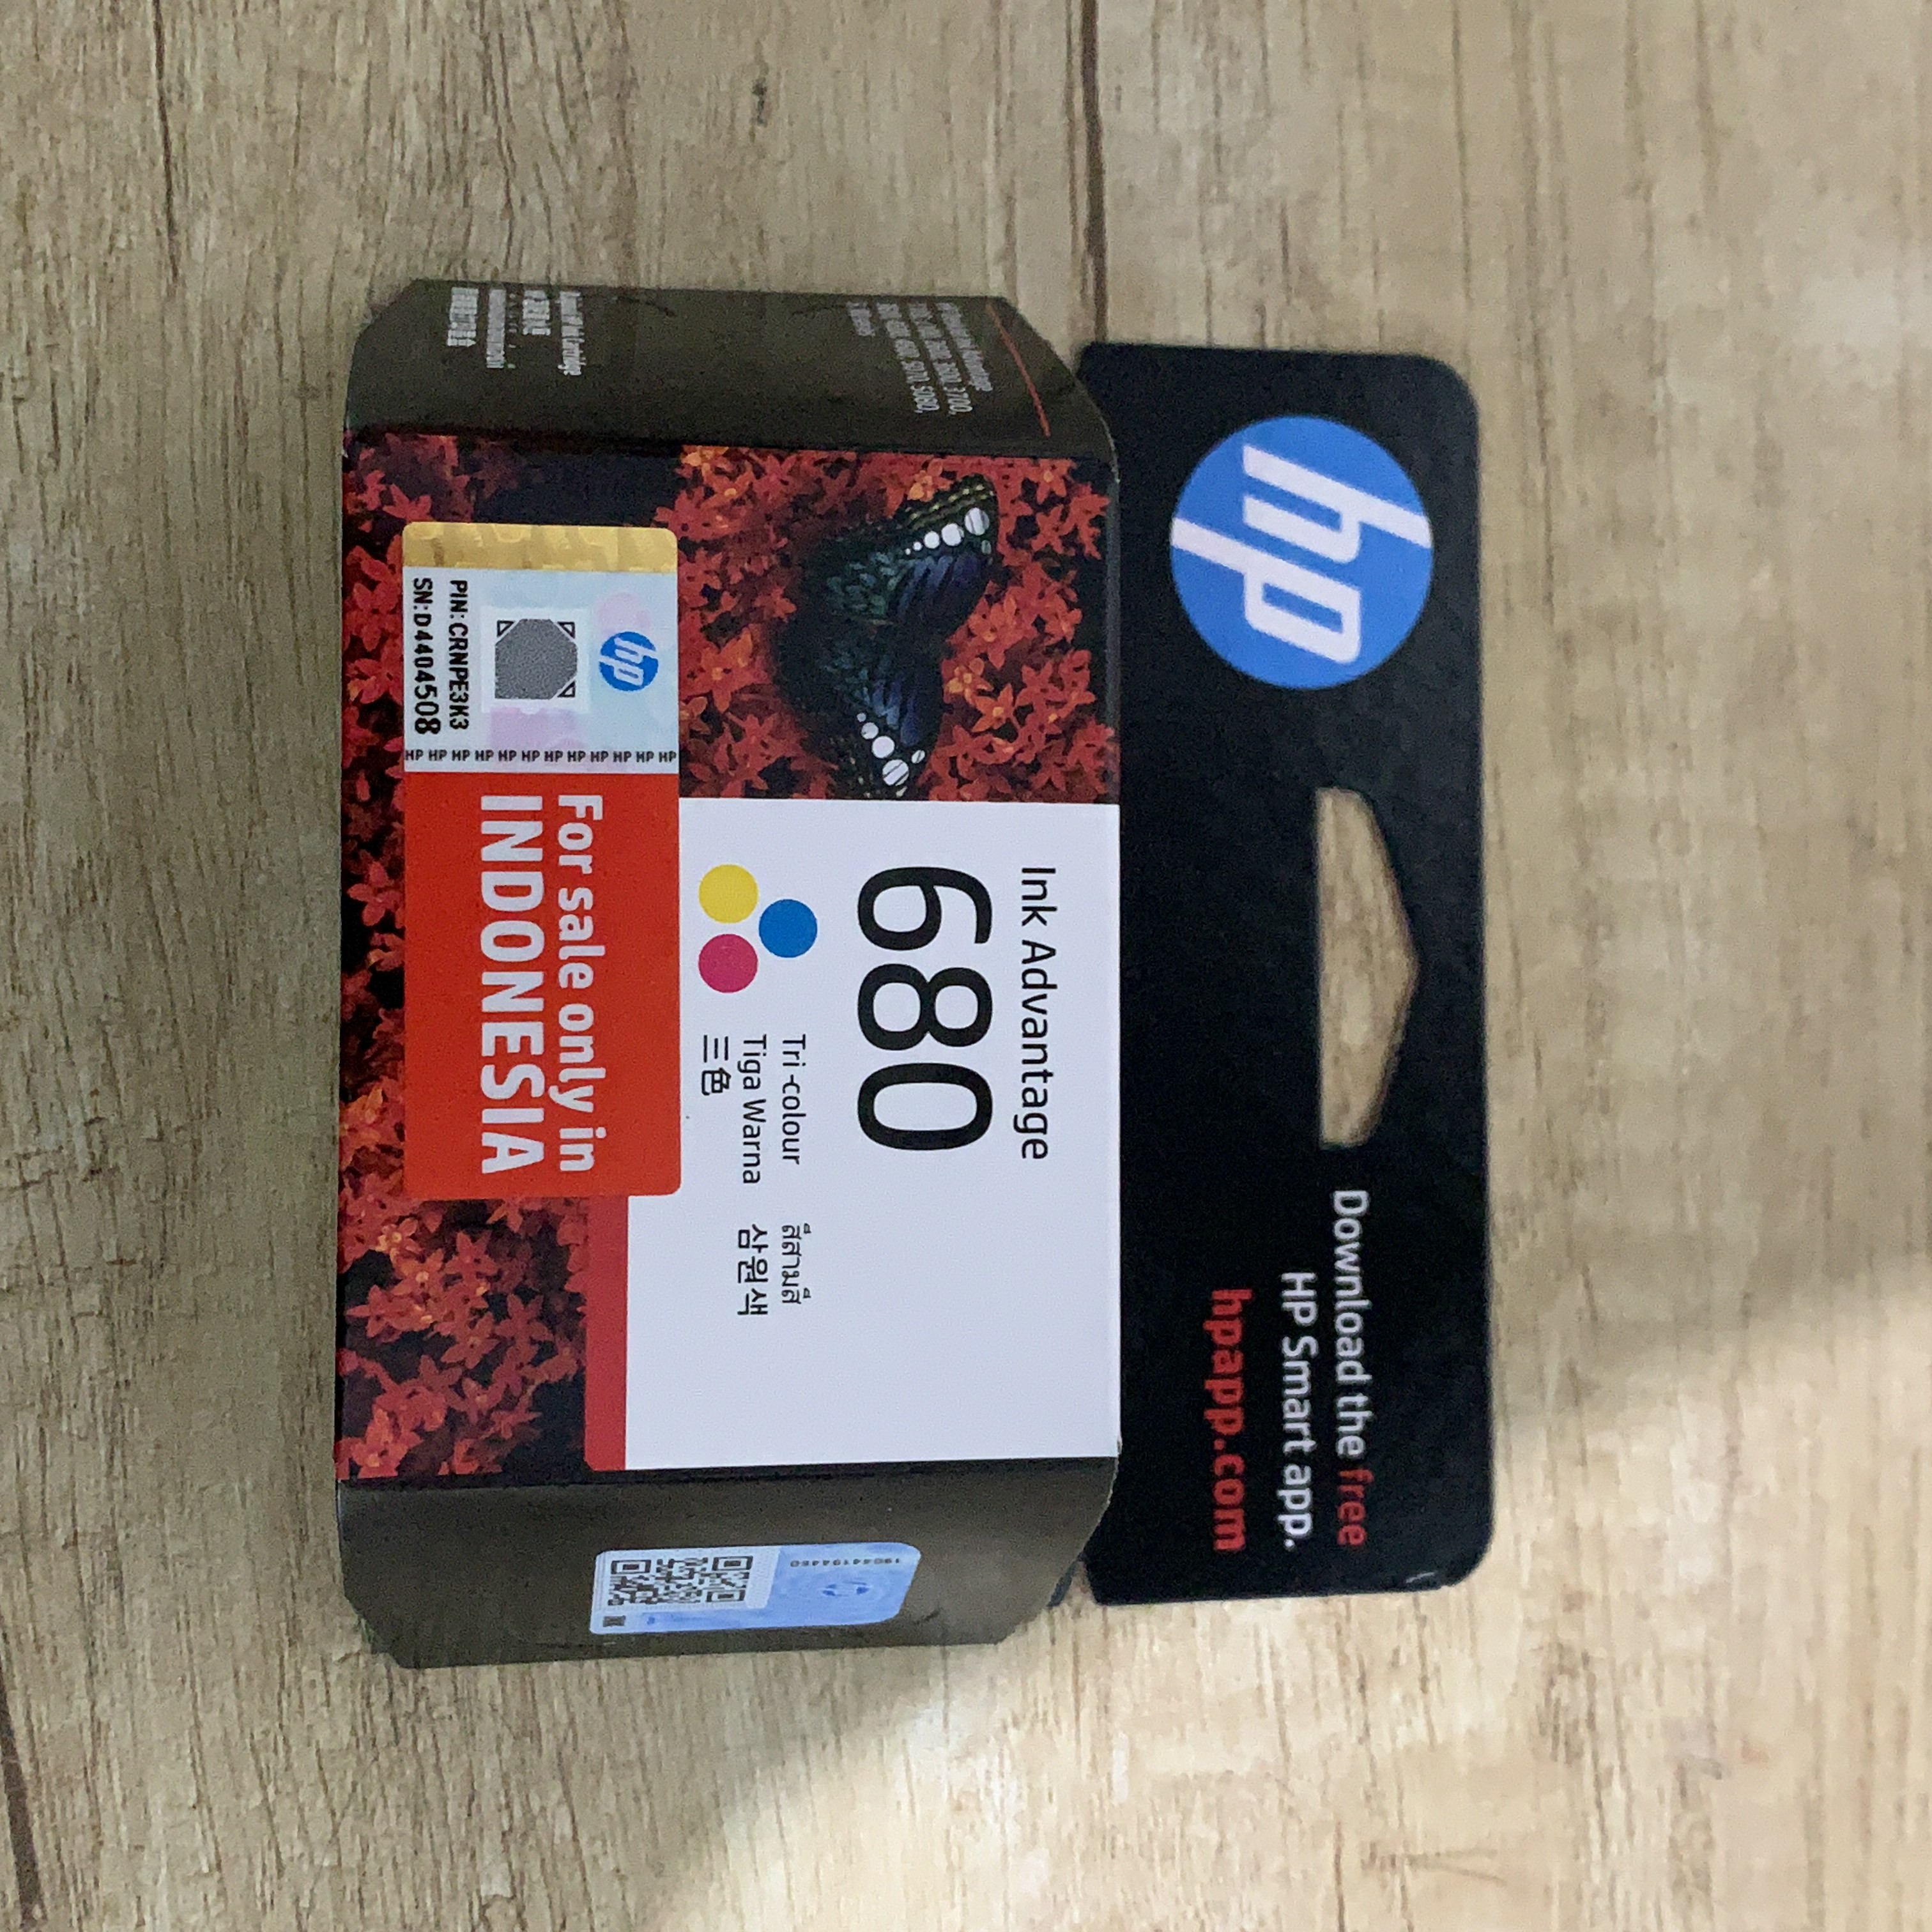 hp
Download the free
HP Smart app.
hpapp.com
Ink Advantage
680
Tri-colour
Tiga Warna
三色
สีสามสี
삼원색
hp
PIN: CRNPE3K3
SN: D4404508
HP HP HP HP HP HP HP HP HP HP HP HP
For sale only in
INDONESIA